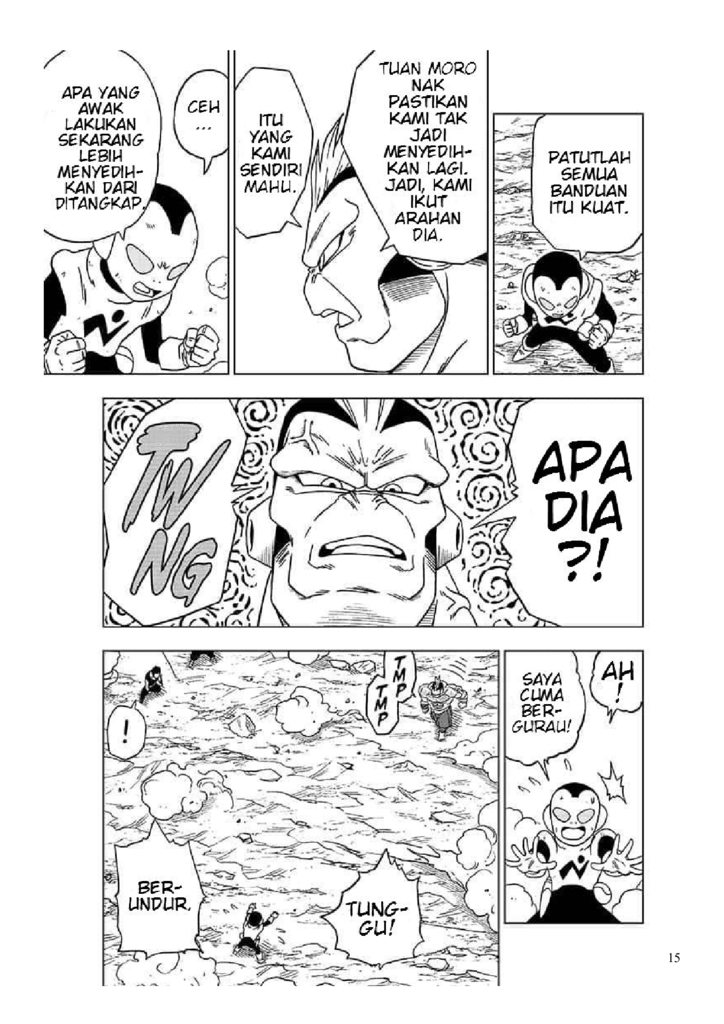 PATUTLAH
SEMUA
BANDUAN
ITU KUAT.
TUAN MORO
NAK
PASTIKAN
KAMI TAK
JADI
MENYEDIH-
KAN LAGI.
JADI, KAMI
IKUT
ARAHAN
DIA.
ITU
YANG
KAMI
SENDIRI
MAHU.
CEH
...
APA YANG
AWAK
LAKUKAN
SEKARANG
LEBIH
MENYEDIH-
KAN DARI
DITANGKAP.
APA
DIA
?!
TW
NG
AH
!
SAYA
CUMA
BER-
GURAU!
TMP
TMP
!
TUNG-
GU!
BER-
UNDUR.
15